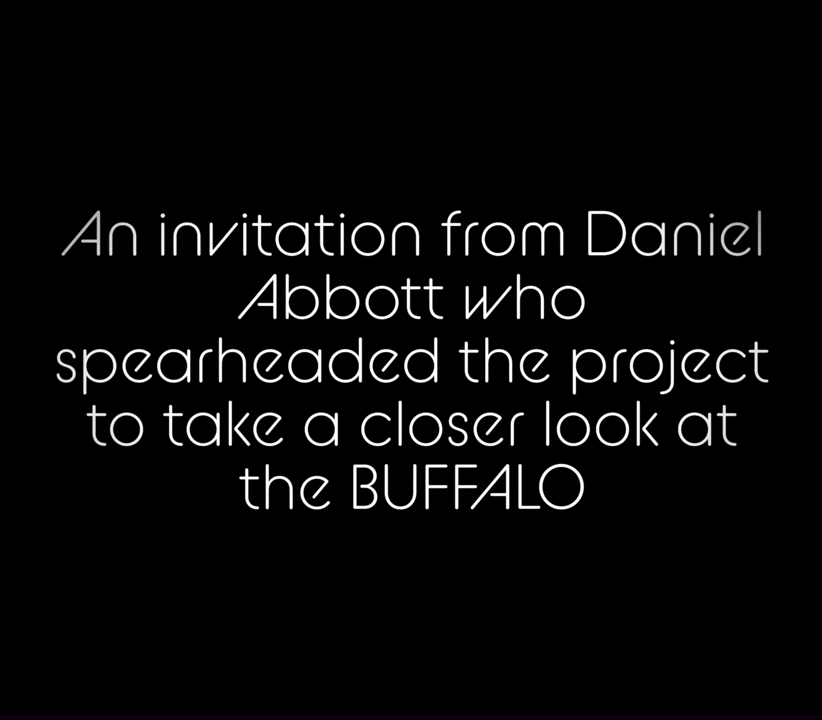 An invitation from Daniel
Abbott who
spearheaded the project
to take a closer look at
the BUFFALO